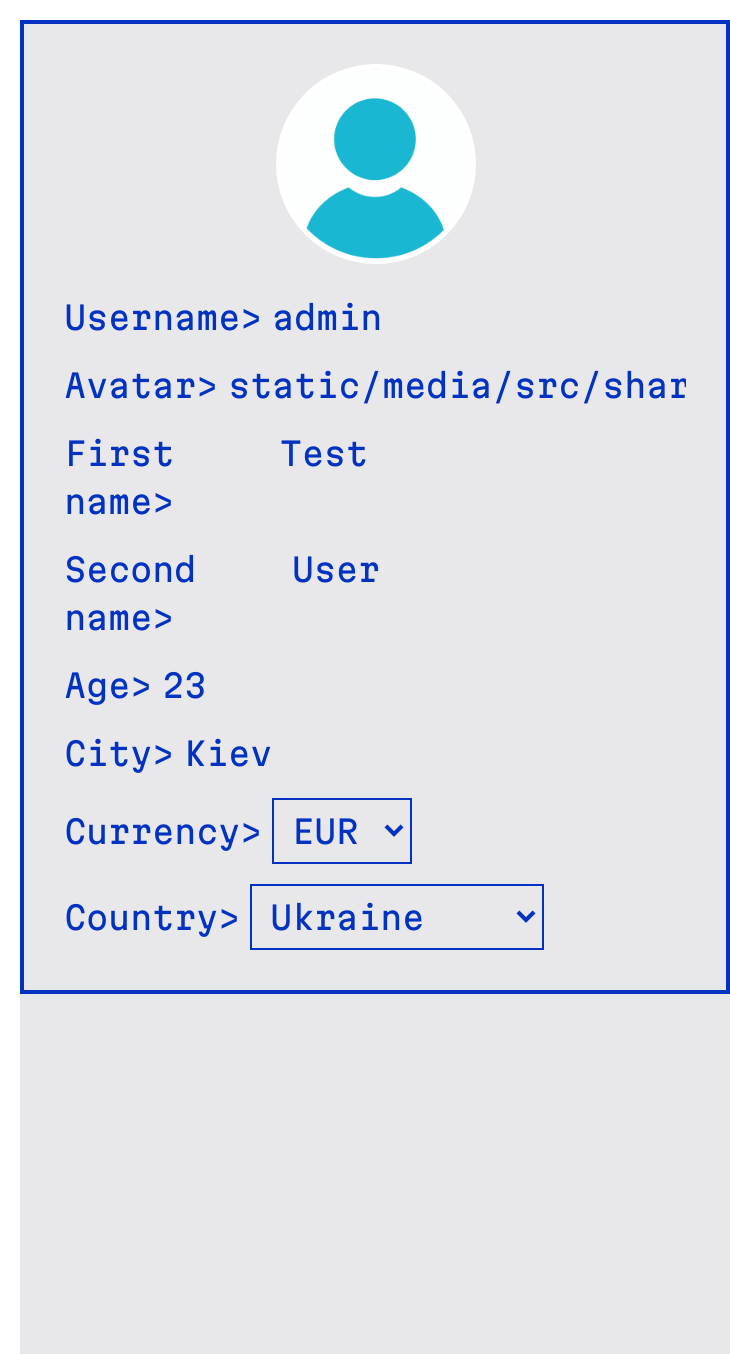 Username> admin
Avatar> static/media/src/shar
First name> Test
Second name> User
Age> 23
City> Kiev
Currency> EUR
Country> Ukraine